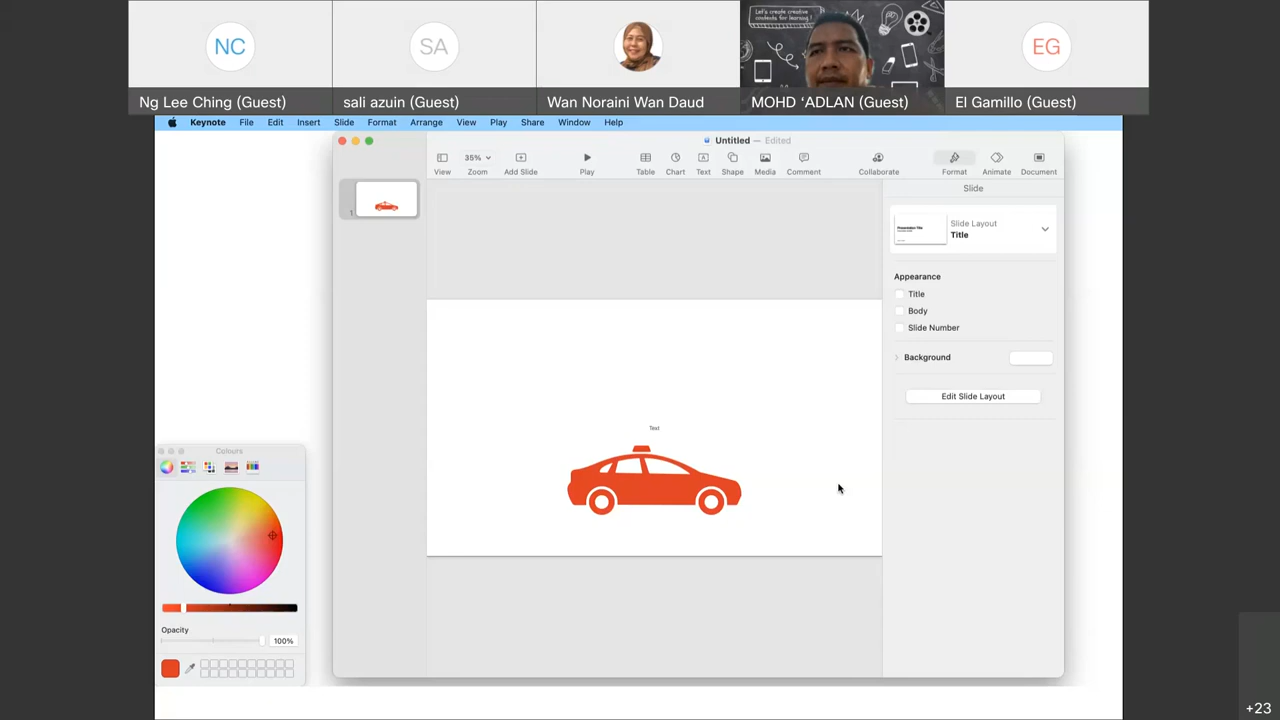 NC
SA
EG
Let's create creative contents for learning!
Ng Lee Ching (Guest)
sali azuin (Guest)
Wan Noraini Wan Daud
MOHD 'ADLAN (Guest)
El Gamillo (Guest)
Keynote File Edit Insert Slide Format Arrange View Play Share Window Help
Untitled — Edited
35%
View Zoom Add Slide Play Table Chart Text Shape Media Comment Collaborate Format Animate Document
Slide
1
Presentation Title
Slide Layout
Title
Appearance
Title
Body
Slide Number
Background
Edit Slide Layout
Text
Colours
Opacity
100%
+23